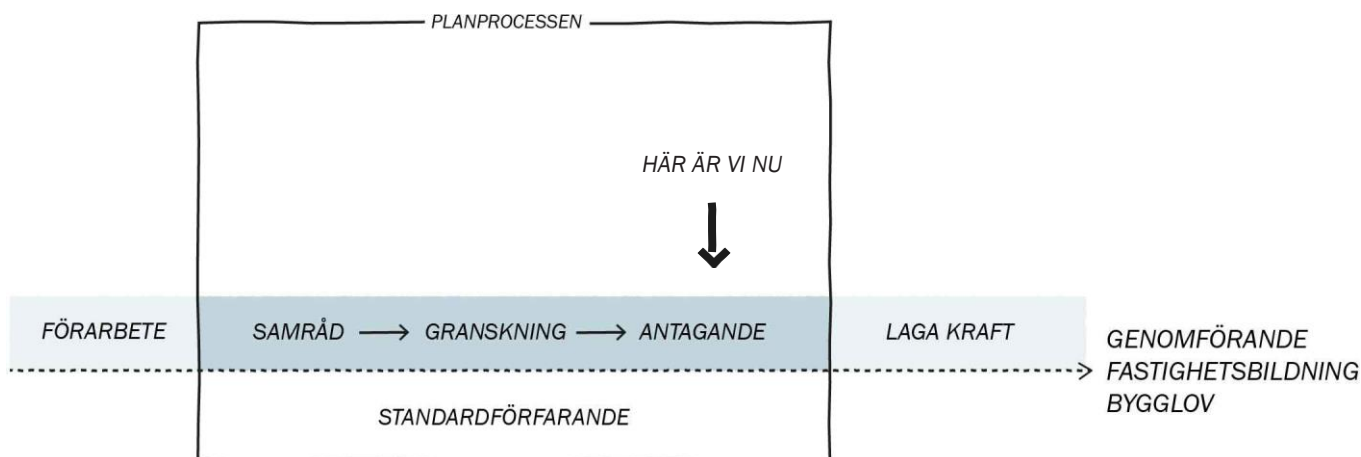 PLANPROCESSEN
HÄR ÄR VI NU
FÖRARBETE
SAMRÅD
GRANSKNING
ANTAGANDE
LAGA KRAFT
GENOMFÖRANDE
FASTIGHETSBILDNING
BYGGLOV
STANDARDFÖRFARANDE